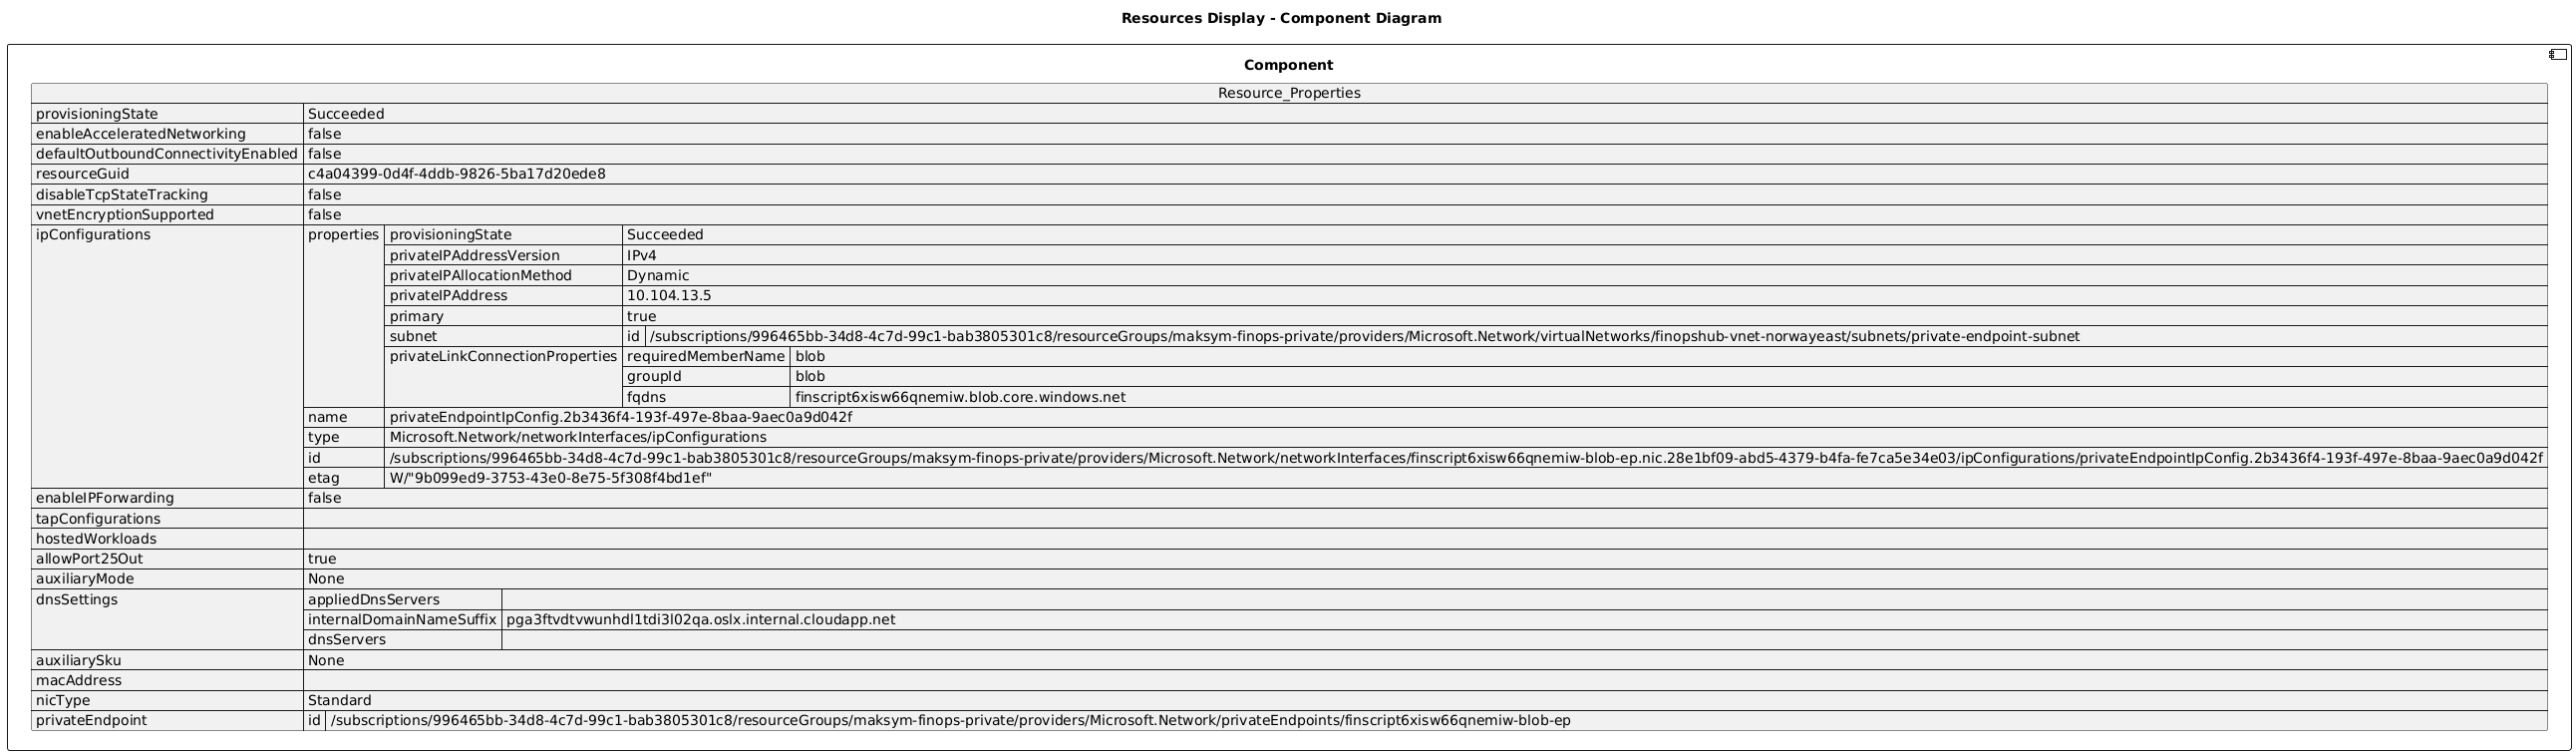 Resources Display - Component Diagram
Component
Resource_Properties
provisioningState Succeeded
enableAcceleratedNetworking false
defaultOutboundConnectivityEnabled false
resourceGuid c4a04399-0d4f-4ddb-9826-5ba17d20ede8
disableTcpStateTracking false
vnetEncryptionSupported false
ipConfigurations properties provisioningState Succeeded
privateIPAddressVersion IPv4
privateIPAllocationMethod Dynamic
privateIPAddress 10.104.13.5
primary true
subnet id /subscriptions/996465bb-34d8-4c7d-99c1-bab3805301c8/resourceGroups/maksym-finops-private/providers/Microsoft.Network/virtualNetworks/finopshub-vnet-norwayeast/subnets/private-endpoint-subnet
privateLinkConnectionProperties requiredMemberName blob
groupId blob
fqdns finscript6xisw66qnemiw.blob.core.windows.net
name privateEndpointIpConfig.2b3436f4-193f-497e-8baa-9aec0a9d042f
type Microsoft.Network/networkInterfaces/ipConfigurations
id /subscriptions/996465bb-34d8-4c7d-99c1-bab3805301c8/resourceGroups/maksym-finops-private/providers/Microsoft.Network/networkInterfaces/finscript6xisw66qnemiw-blob-ep.nic.28e1bf09-abd5-4379-b4fa-fe7ca5e34e03/ipConfigurations/privateEndpointIpConfig.2b3436f4-193f-497e-8baa-9aec0a9d042f
etag W/"9b099ed9-3753-43e0-8e75-5f308f4bd1ef"
enableIPForwarding false
tapConfigurations
hostedWorkloads
allowPort25Out true
auxiliaryMode None
dnsSettings appliedDnsServers
internalDomainNameSuffix pga3ftvdtvwunhdl1tdi3l02qa.oslx.internal.cloudapp.net
dnsServers
auxiliarySku None
macAddress
nicType Standard
privateEndpoint id /subscriptions/996465bb-34d8-4c7d-99c1-bab3805301c8/resourceGroups/maksym-finops-private/providers/Microsoft.Network/privateEndpoints/finscript6xisw66qnemiw-blob-ep